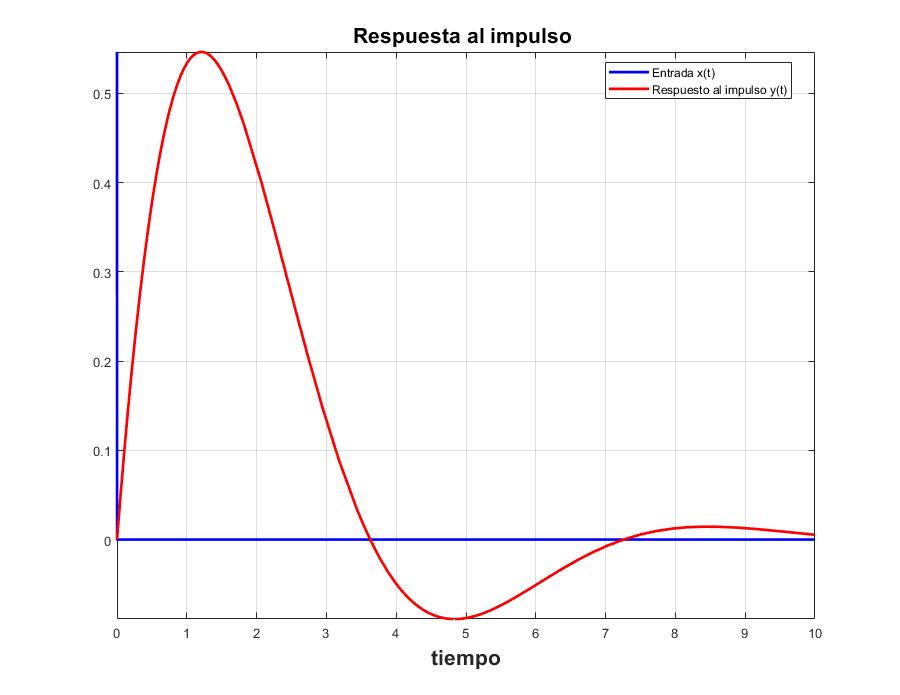 Respuesta al impulso
Entrada x(t)
Respuesto al impulso y(t)
0.5
0.4
0.3
0.2
0.1
0
0 1 2 3 4 5 6 7 8 9 10
tiempo